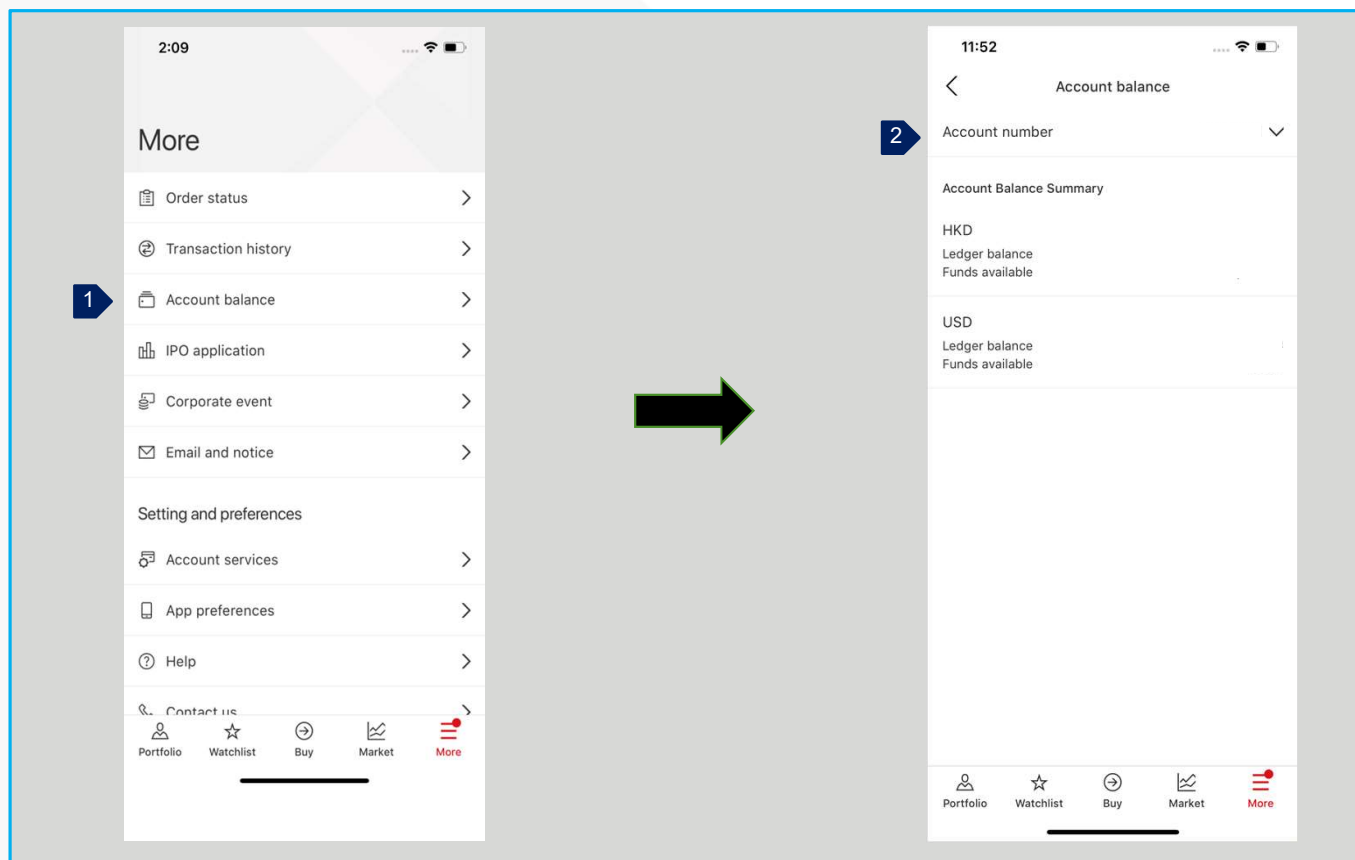 2:09
More
Order status
Transaction history
1
Account balance
IPO application
Corporate event
Email and notice
Setting and preferences
Account services
App preferences
Help
Contact us
Portfolio Watchlist Buy Market More
11:52
Account balance
2
Account number
Account Balance Summary
HKD
Ledger balance
Funds available
USD
Ledger balance
Funds available
Portfolio Watchlist Buy Market More